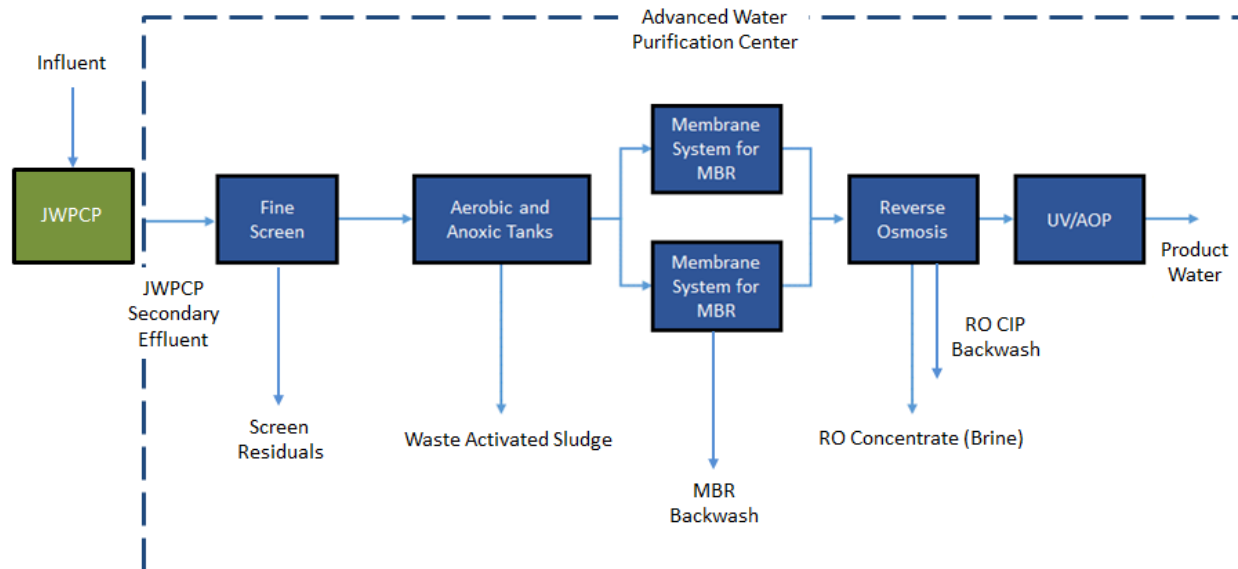 Advanced Water
Purification Center
Influent
JWPCP
JWPCP
Secondary
Effluent
Fine
Screen
Screen
Residuals
Aerobic and
Anoxic Tanks
Waste Activated Sludge
Membrane
System for
MBR
Membrane
System for
MBR
MBR
Backwash
Reverse
Osmosis
RO CIP
Backwash
RO Concentrate (Brine)
UV/AOP
Product
Water